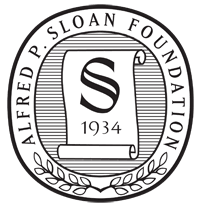 ALFRED P. SLOAN FOUNDATION
S
1934